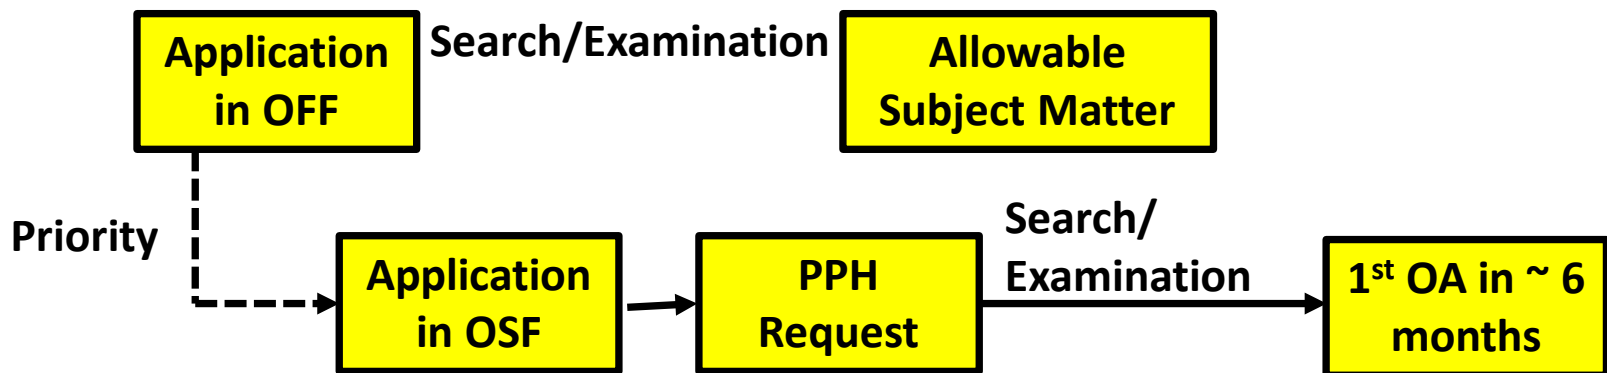 Application
in OFF
Search/Examination
Allowable
Subject Matter
Priority
Application
in OSF
PPH
Request
Search/
Examination
1st OA in ~ 6
months